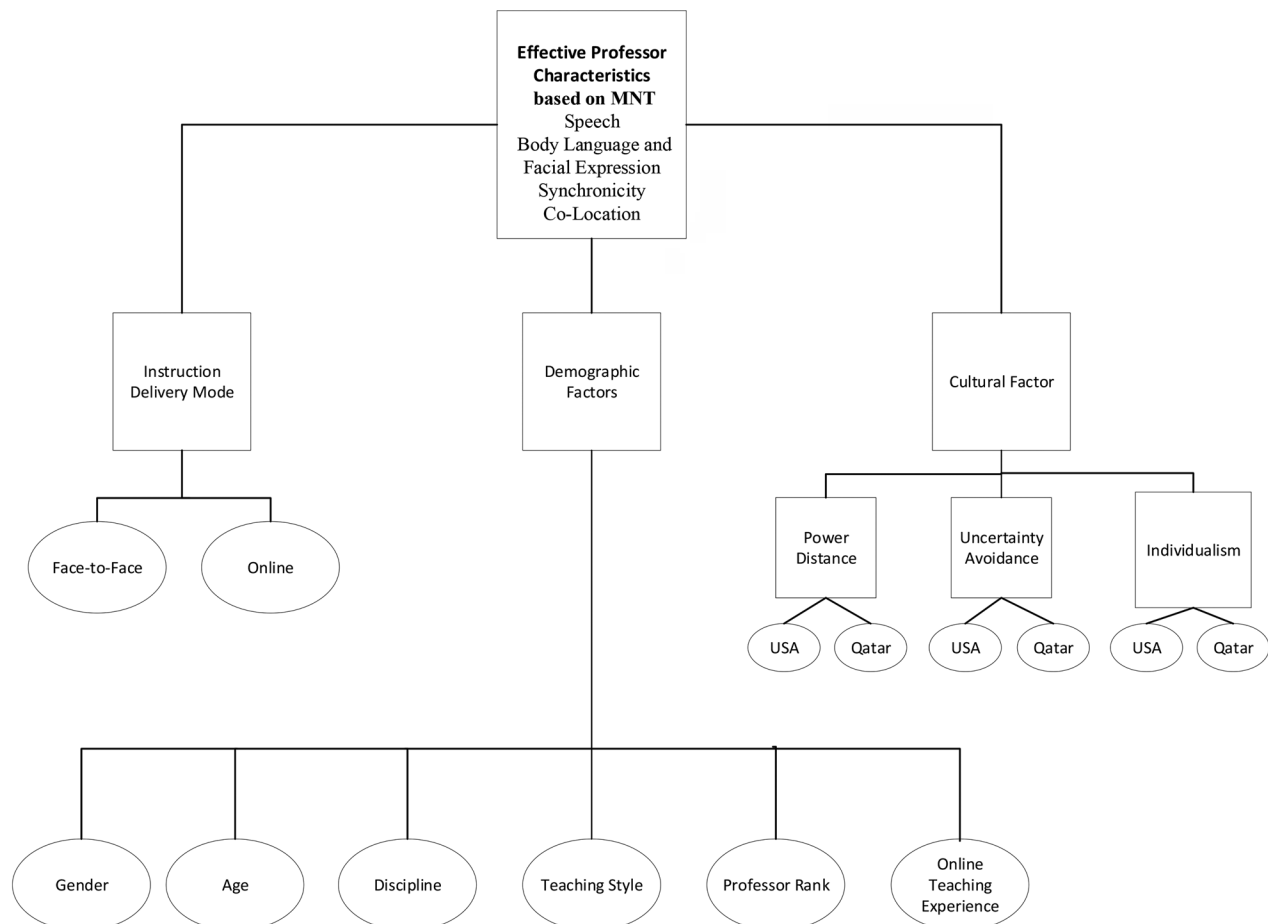 Effective Professor
Characteristics
based on MNT
Speech
Body Language and
Facial Expression
Synchronicity
Co-Location
Instruction
Delivery Mode
Demographic
Factors
Cultural Factor
Face-to-Face
Online
Power
Distance
Uncertainty
Avoidance
Individualism
USA
Qatar
USA
Qatar
USA
Qatar
Gender
Age
Discipline
Teaching Style
Professor Rank
Online
Teaching
Experience